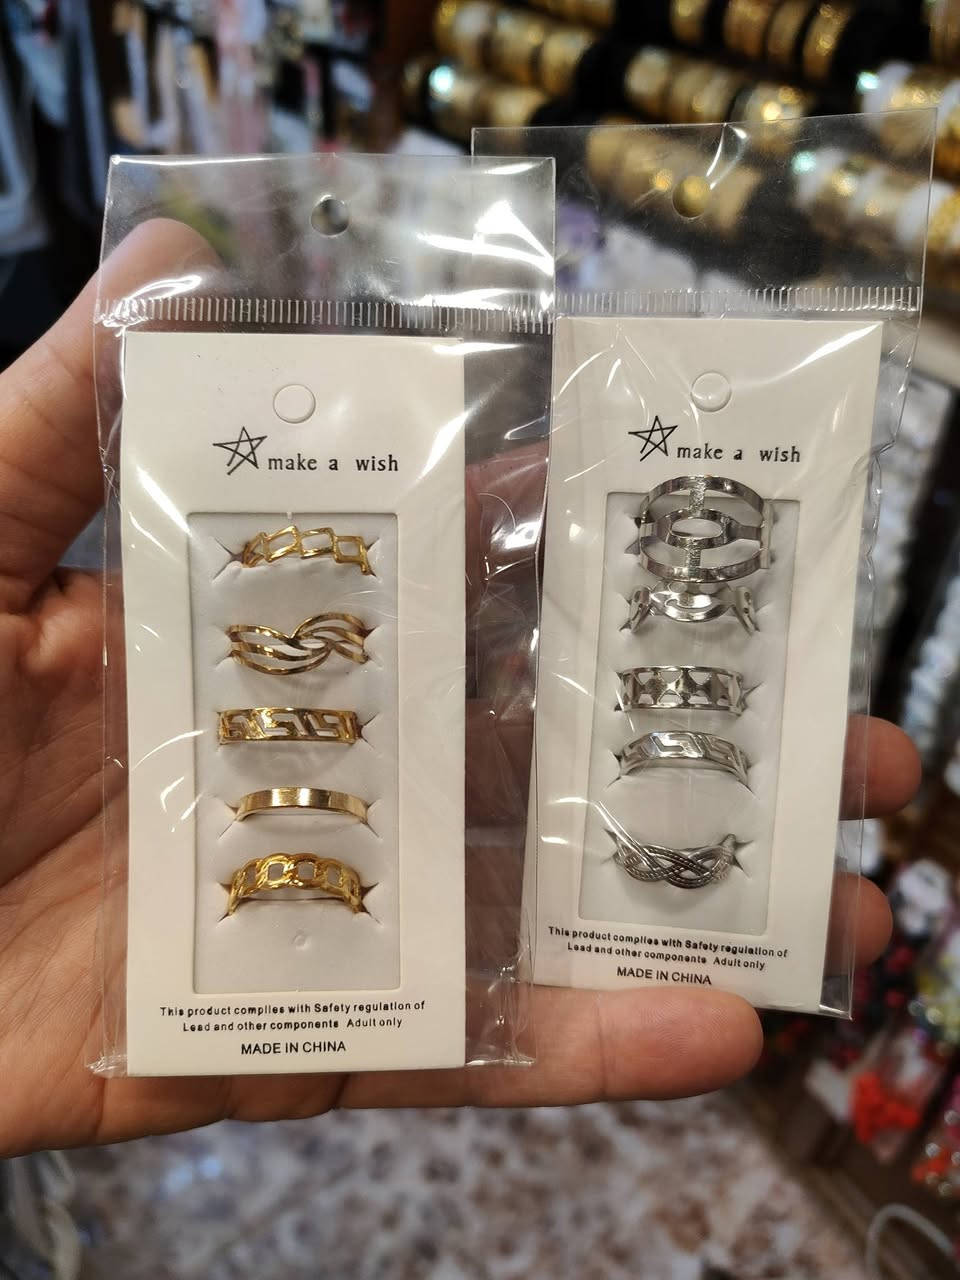 make a wish
This product complies with Safety regulation of
Lead and other components Adult only
MADE IN CHINA
make a wish
This product complies with Safety regulation of
Lead and other components Adult only
MADE IN CHINA